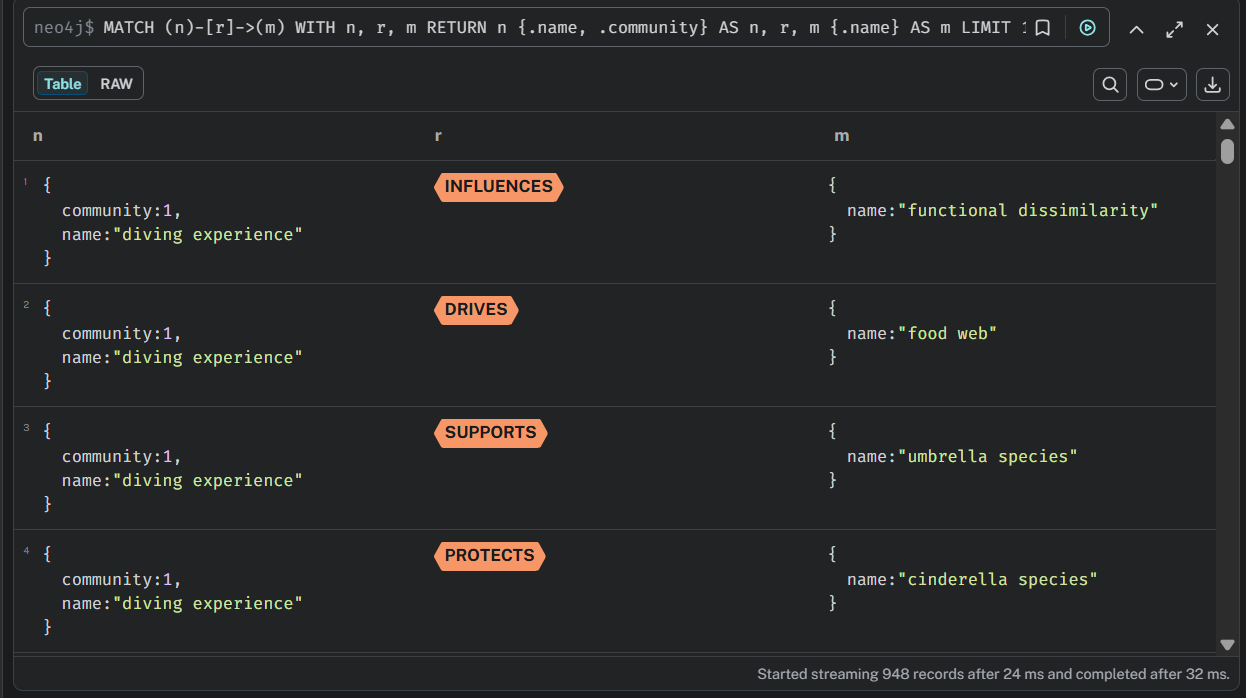 neo4j$ MATCH (n)-[r]->(m) WITH n, r, m RETURN n {.name, .community} AS n, r, m {.name} AS m LIMIT
Table RAW
n r m
1 { INFLUENCES {
community:1, name:"functional dissimilarity"
name:"diving experience" }
}
2 { DRIVES {
community:1, name:"food web"
name:"diving experience" }
}
3 { SUPPORTS {
community:1, name:"umbrella species"
name:"diving experience" }
}
4 { PROTECTS {
community:1, name:"cinderella species"
name:"diving experience" }
}
Started streaming 948 records after 24 ms and completed after 32 ms.